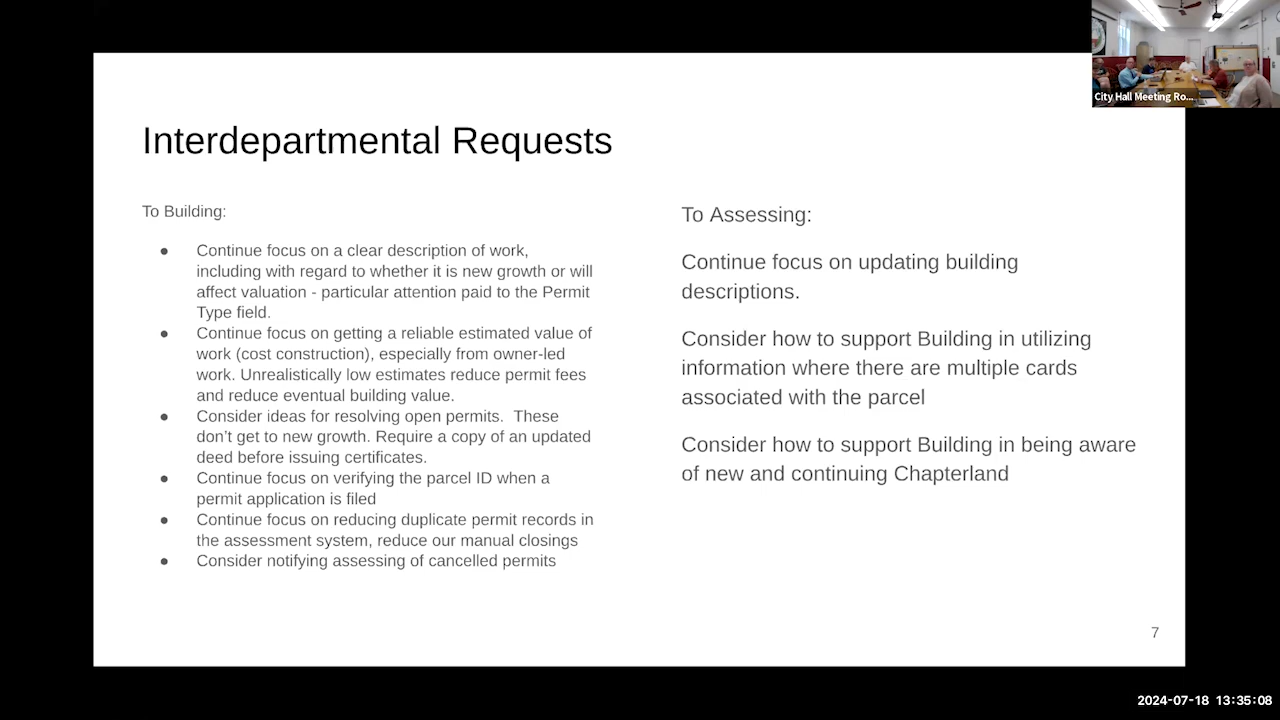 City Hall Meeting Ro...
Interdepartmental Requests
To Building:
● Continue focus on a clear description of work,
including with regard to whether it is new growth or will
affect valuation - particular attention paid to the Permit
Type field.
● Continue focus on getting a reliable estimated value of
work (cost construction), especially from owner-led
work. Unrealistically low estimates reduce permit fees
and reduce eventual building value.
● Consider ideas for resolving open permits.  These
don’t get to new growth. Require a copy of an updated
deed before issuing certificates.
● Continue focus on verifying the parcel ID when a
permit application is filed
● Continue focus on reducing duplicate permit records in
the assessment system, reduce our manual closings
● Consider notifying assessing of cancelled permits
To Assessing:
Continue focus on updating building
descriptions.
Consider how to support Building in utilizing
information where there are multiple cards
associated with the parcel
Consider how to support Building in being aware
of new and continuing Chapterland
7
2024-07-18 13:35:08